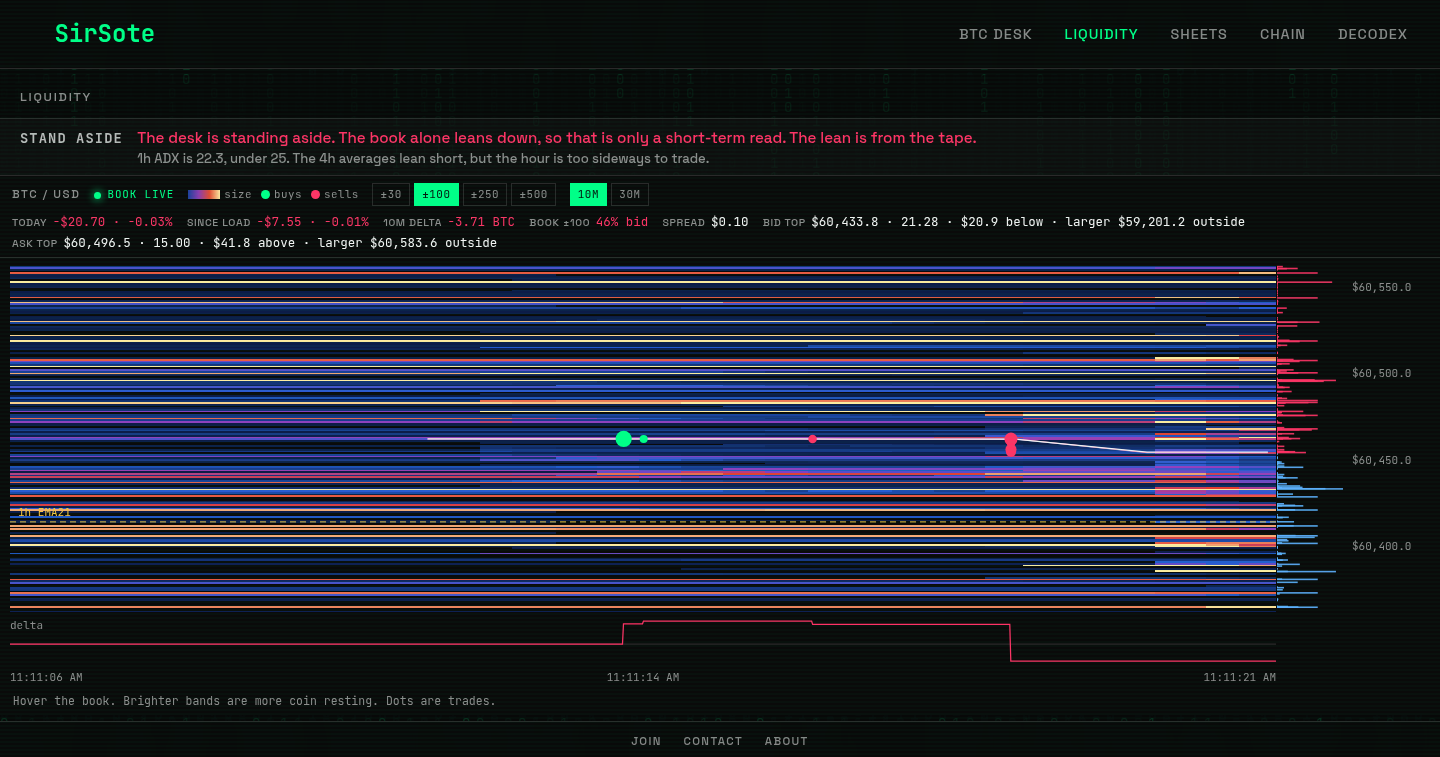 SirSote
BTC DESK LIQUIDITY SHEETS CHAIN DECODEX
LIQUIDITY
STAND ASIDE The desk is standing aside. The book alone leans down, so that is only a short-term read. The lean is from the tape.
1h ADX is 22.3, under 25. The 4h averages lean short, but the hour is too sideways to trade.
BTC / USD BOOK LIVE size buys sells ±30 ±100 ±250 ±500 10M 30M
TODAY -$20.70 · -0.03% SINCE LOAD -$7.55 · -0.01% 10M DELTA -3.71 BTC BOOK ±100 46% bid SPREAD $0.10 BID TOP $60,433.8 · 21.28 · $20.9 below · larger $59,201.2 outside
ASK TOP $60,496.5 · 15.00 · $41.8 above · larger $60,583.6 outside
$60,550.0
$60,500.0
$60,450.0
1h EMA21
$60,400.0
delta
11:11:06 AM 11:11:14 AM 11:11:21 AM
Hover the book. Brighter bands are more coin resting. Dots are trades.
JOIN CONTACT ABOUT